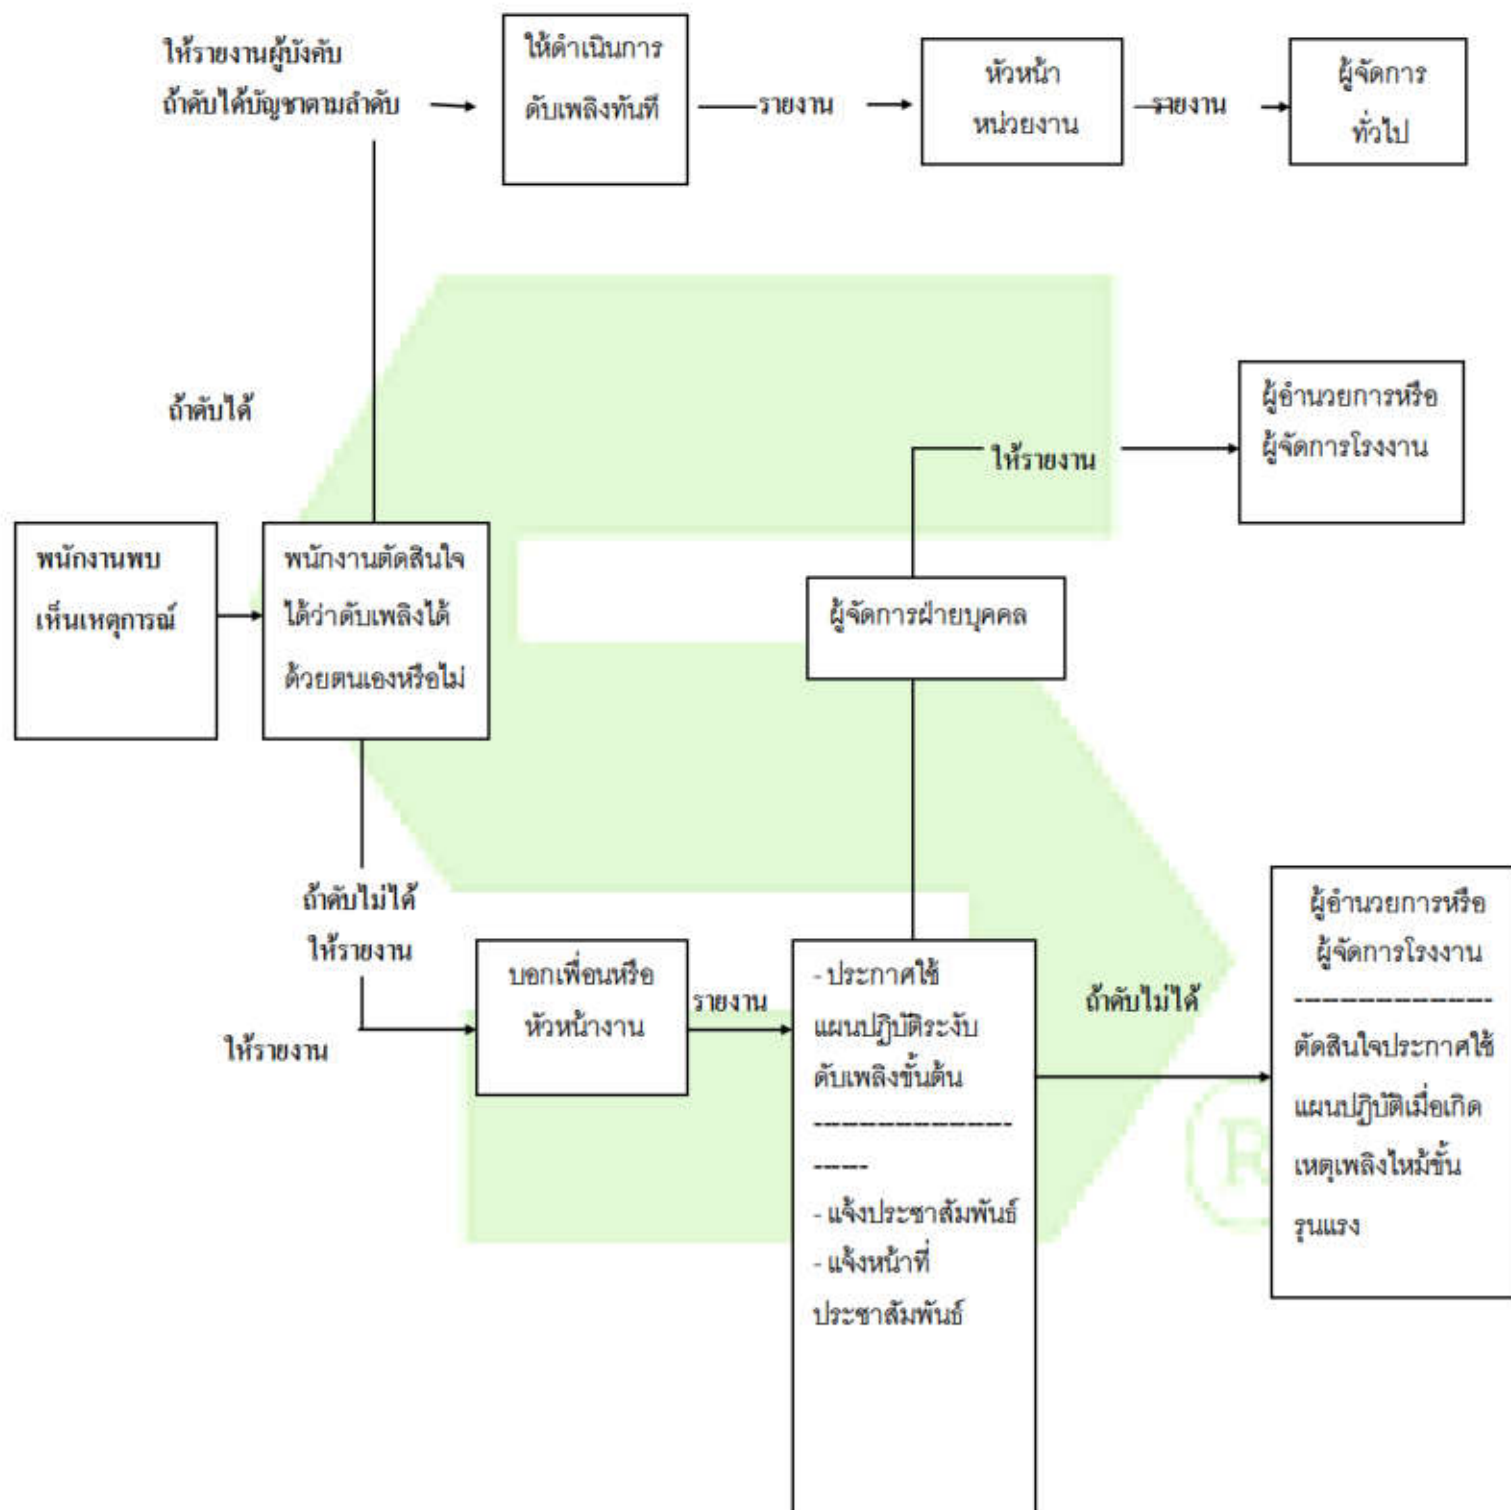 ให้รายงานผู้บังคับ
ถ้าดับได้บัญชาตามลำดับ
ให้ดำเนินการ
ดับเพลิงทันที
รายงาน
หัวหน้า
หน่วยงาน
รายงาน
ผู้จัดการ
ทั่วไป
ถ้าดับได้
ผู้อำนวยการหรือ
ผู้จัดการโรงงาน
ให้รายงาน
พนักงานพบ
เห็นเหตุการณ์
พนักงานตัดสินใจ
ได้ว่าดับเพลิงได้
ด้วยตนเองหรือไม่
ผู้จัดการฝ่ายบุคคล
ถ้าดับไม่ได้
ให้รายงาน
ให้รายงาน
บอกเพื่อนหรือ
หัวหน้างาน
รายงาน
- ประกาศใช้
แผนปฏิบัติระงับ
ดับเพลิงขั้นต้น
----------------------
------
- แจ้งประชาสัมพันธ์
- แจ้งหน้าที่
ประชาสัมพันธ์
ถ้าดับไม่ได้
ผู้อำนวยการหรือ
ผู้จัดการโรงงาน
----------------------
ตัดสินใจประกาศใช้
แผนปฏิบัติเมื่อเกิด
เหตุเพลิงไหม้ขั้น
รุนแรง
R